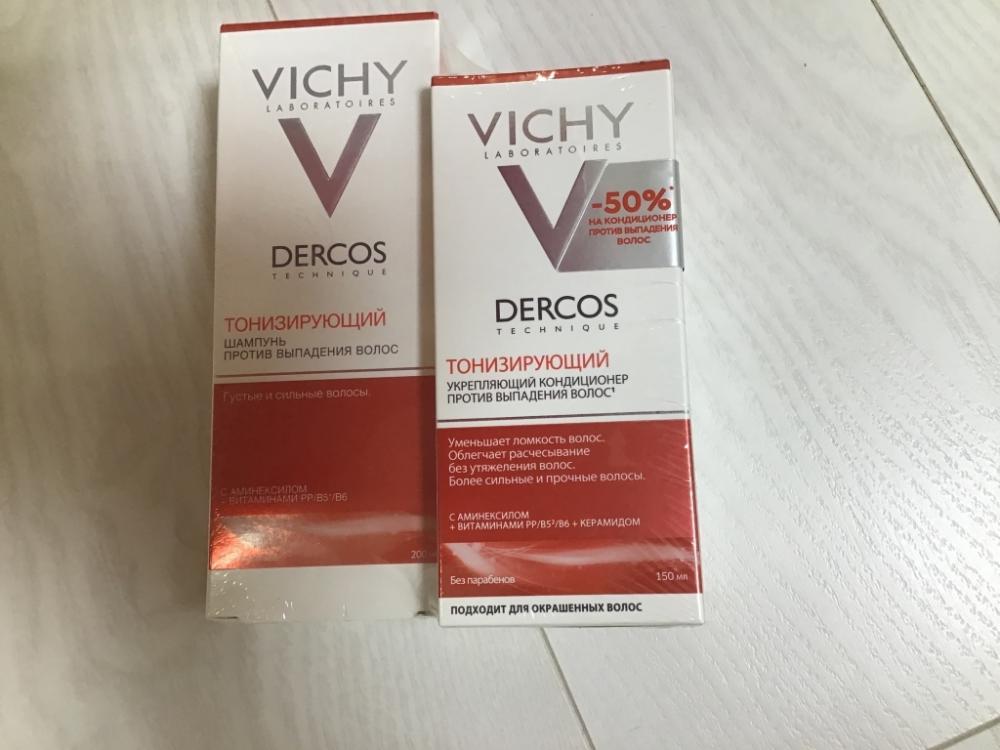 VICHY
LABORATOIRES
V
DERCOS
TECHNIQUE
ТОНИЗИРУЮЩИЙ
ШАМПУНЬ
ПРОТИВ ВЫПАДЕНИЯ ВОЛОС
Густые и сильные волосы.
С АМИНЕКСИЛОМ
+ ВИТАМИНАМИ PP/B5*/B6
200
VICHY
LABORATOIRES
V
-50%*
НА КОНДИЦИОНЕР
ПРОТИВ ВЫПАДЕНИЯ
ВОЛОС
DERCOS
TECHNIQUE
ТОНИЗИРУЮЩИЙ
УКРЕПЛЯЮЩИЙ КОНДИЦИОНЕР
ПРОТИВ ВЫПАДЕНИЯ ВОЛОС¹
Уменьшает ломкость волос.
Облегчает расчесывание
без утяжеления волос.
Более сильные и прочные волосы.
С АМИНЕКСИЛОМ
+ ВИТАМИНАМИ PP/B5²/B6 + КЕРАМИДОМ
Без парабенов
150 мл
ПОДХОДИТ ДЛЯ ОКРАШЕННЫХ ВОЛОС